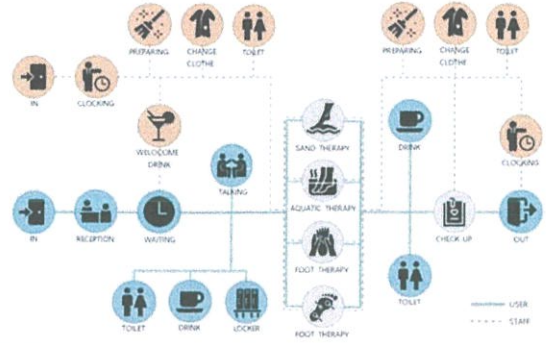 PREPARING
CHANGE
CLOTHE
TOILET
PREPARING
CHANGE
CLOTHE
TOILET
IN
CLOCKING
WELOCOME
DRINK
TALKING
SAND THERAPY
DRINK
CLOCKING
AQUATIC THERAPY
IN
RECEPTION
WAITING
CHECK UP
OUT
FOOT THERAPY
TOILET
TOILET
DRINK
LOCKER
FOOT THERAPY
USER
STAFF